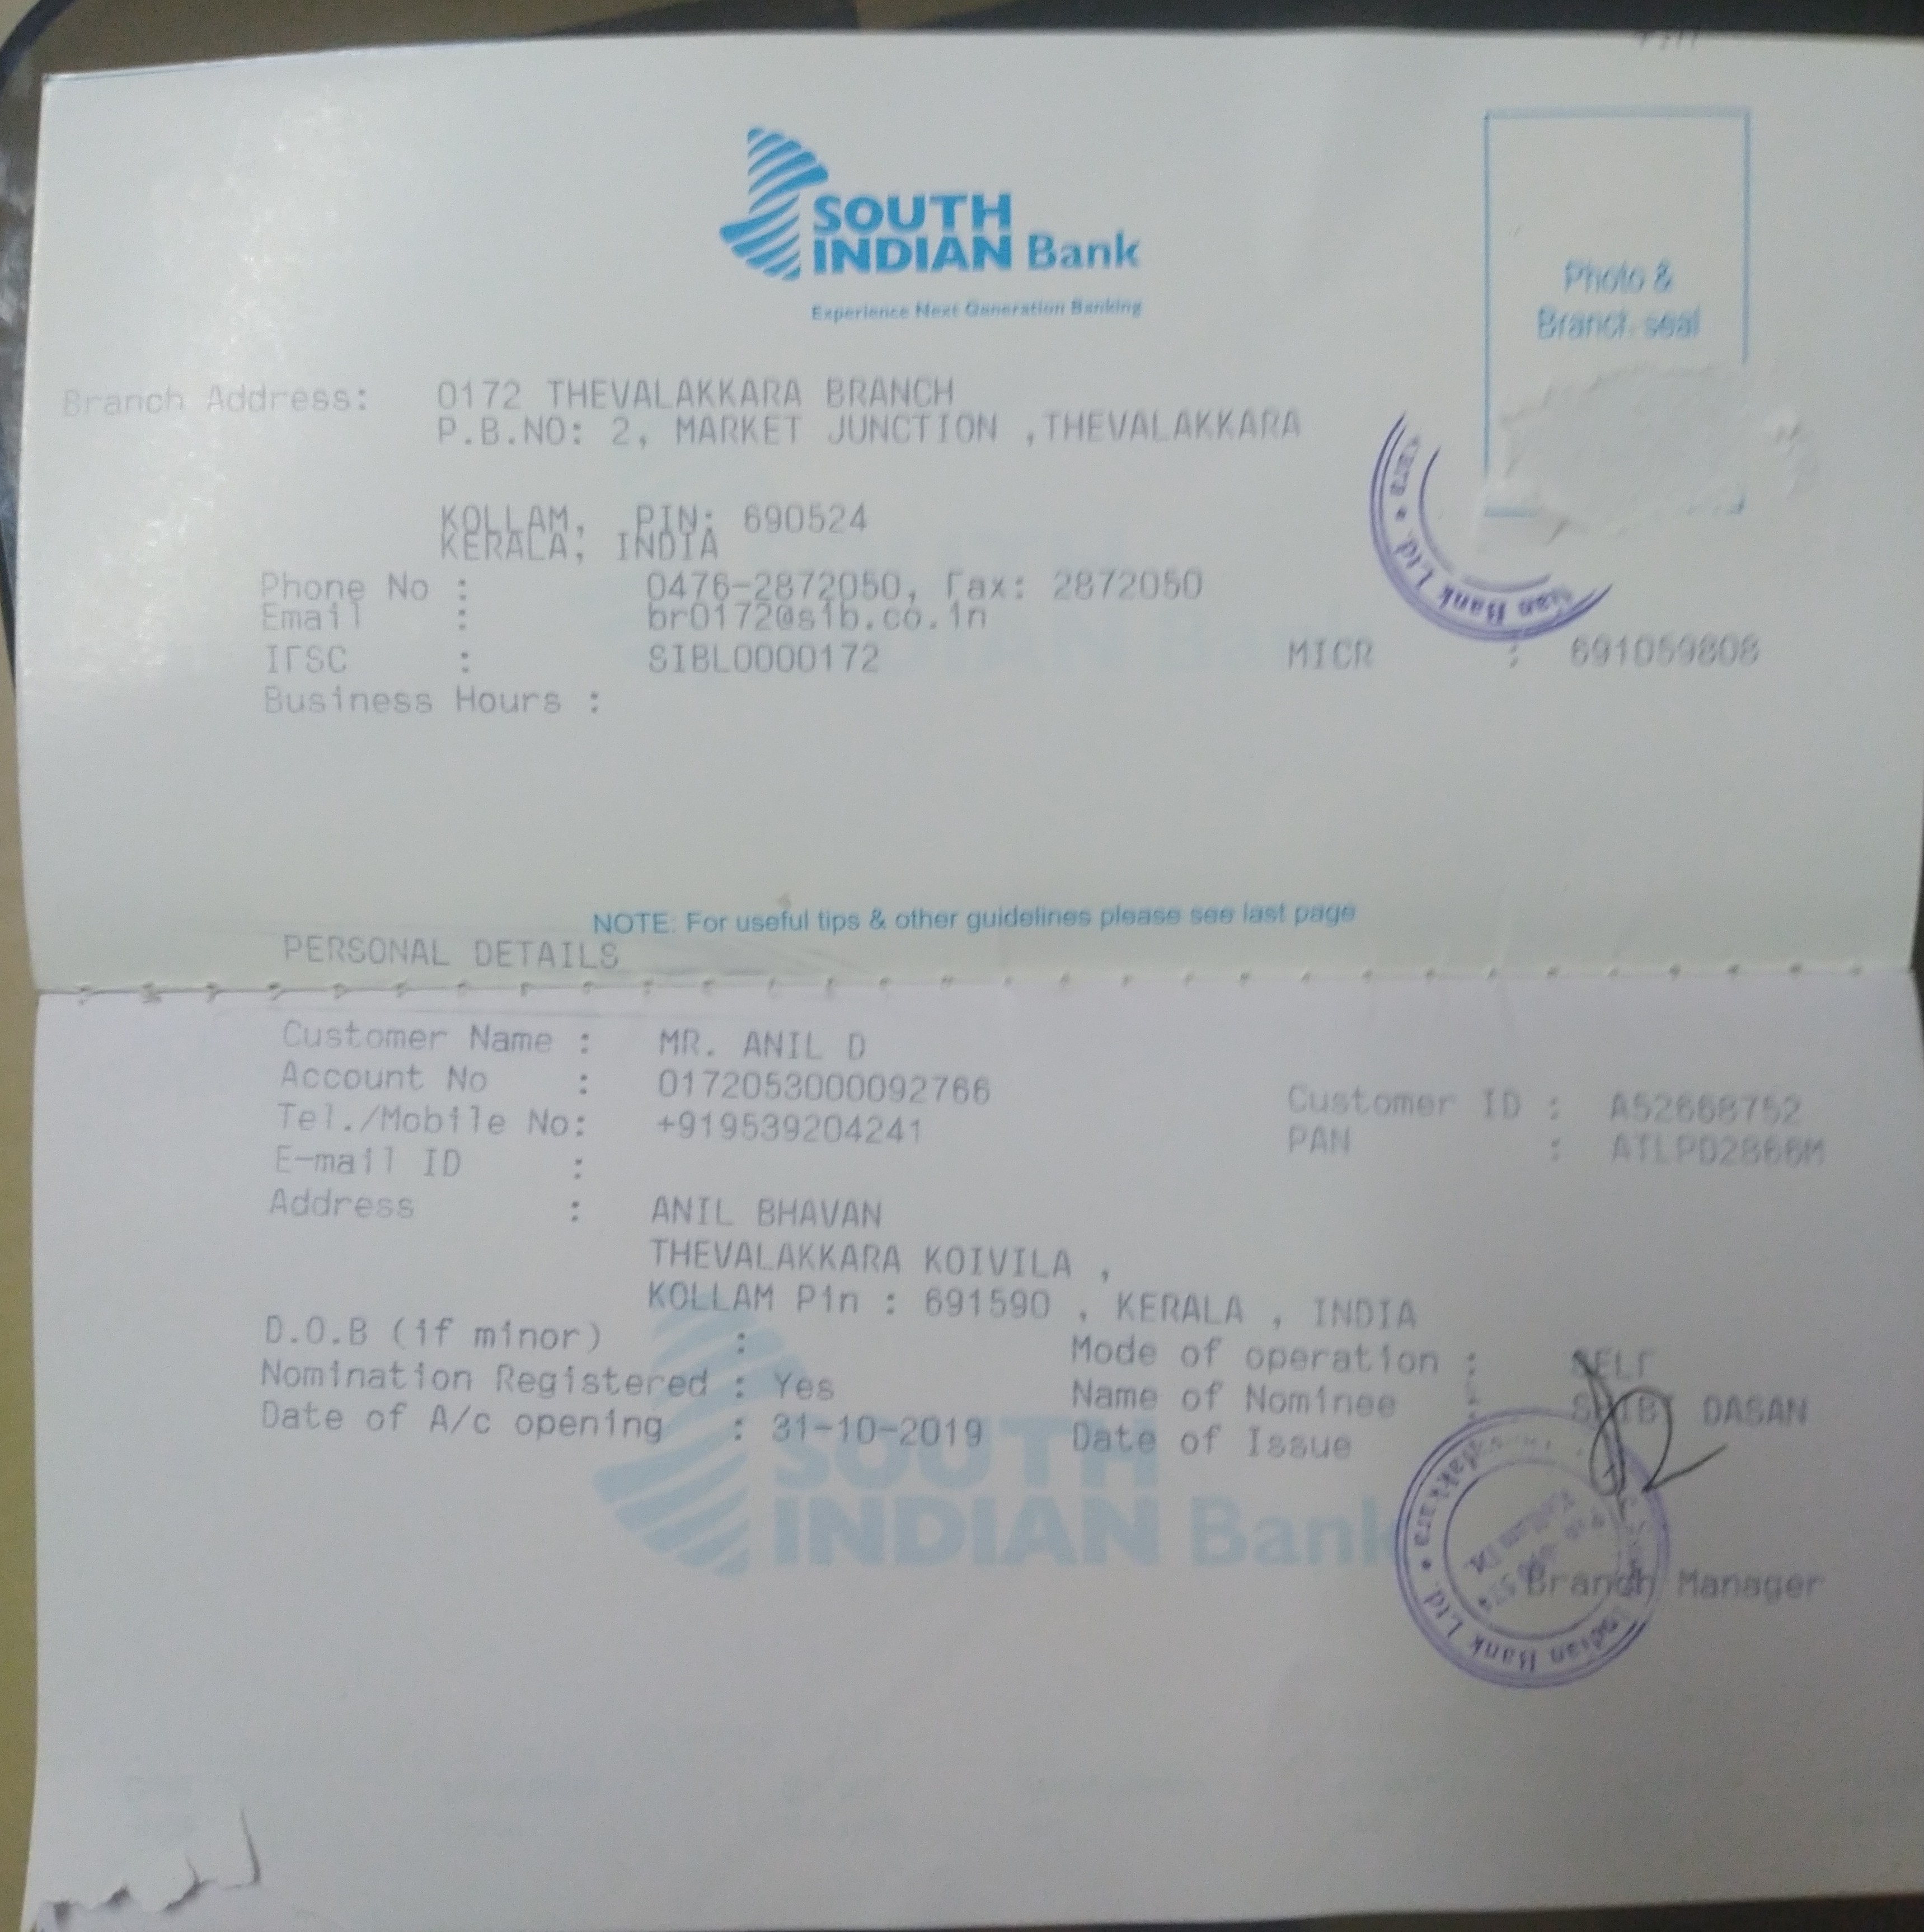 SOUTH
INDIAN Bank
Experience Next Generation Banking
Photo &
Branch seal
Branch Address: 0172 THEVALAKKARA BRANCH
P.B.NO: 2, MARKET JUNCTION ,THEVALAKKARA
KOLLAM, PIN: 690524
KERALA, INDIA
Phone No : 0476-2872050, Fax: 2872050
Email : br0172@sib.co.in
IFSC : SIBL0000172 MICR : 691059808
Business Hours :
Bank Ltd.
NOTE: For useful tips & other guidelines please see last page
PERSONAL DETAILS
Customer Name : MR. ANIL D
Account No : 0172053000092766 Customer ID : A52668752
Tel./Mobile No: +919539204241 PAN : ATLPD2866M
E-mail ID :
Address : ANIL BHAVAN
THEVALAKKARA KOIVILA ,
KOLLAM Pin : 691590 , KERALA , INDIA
D.O.B (if minor) : Mode of operation : SELF
Nomination Registered : Yes Name of Nominee : DASAN
Date of A/c opening : 31-10-2019 Date of Issue
SOUTH
INDIAN Bank
Branch Manager
Indian Bank Ltd.